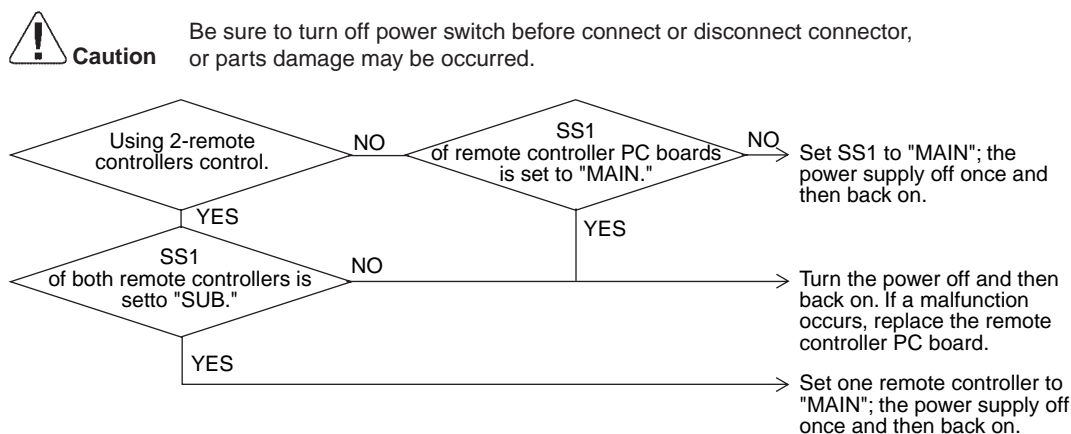 Caution
Be sure to turn off power switch before connect or disconnect connector,
or parts damage may be occurred.
Using 2-remote
controllers control.
NO
SS1
of remote controller PC boards
is set to "MAIN."
NO
Set SS1 to "MAIN"; the
power supply off once and
then back on.
YES
YES
SS1
of both remote controllers is
setto "SUB."
NO
Turn the power off and then
back on. If a malfunction
occurs, replace the remote
controller PC board.
YES
Set one remote controller to
"MAIN"; the power supply off
once and then back on.